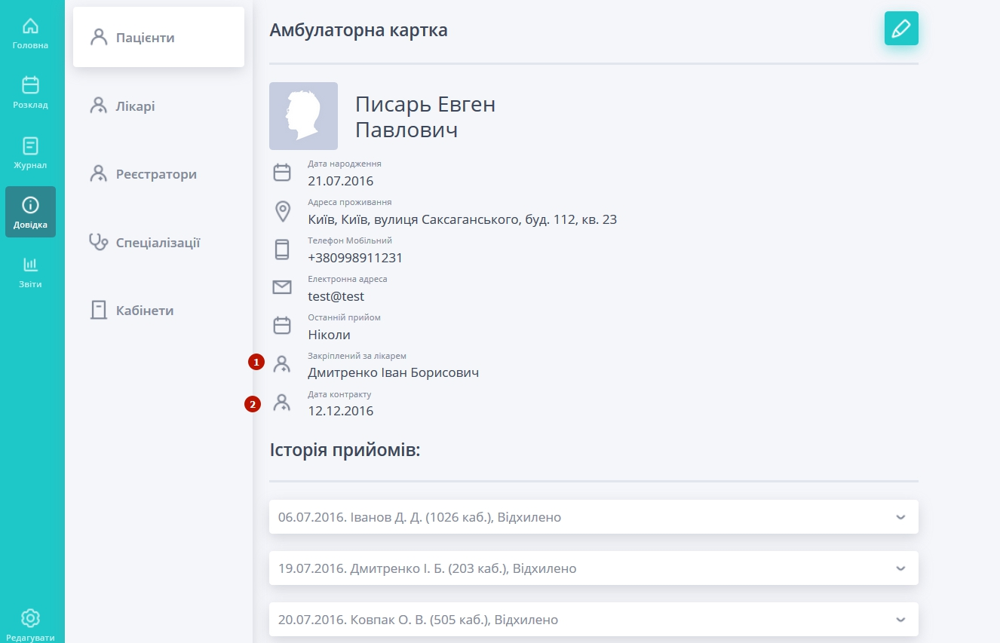 Головна
Розклад
Журнал
Довідка
Звіти
Редагувати
Пацієнти
Лікарі
Реєстратори
Спеціалізації
Кабінети
Амбулаторна картка
Писарь Евген
Павлович
Дата народження
21.07.2016
Адреса проживання
Київ, Київ, вулиця Саксаганського, буд. 112, кв. 23
Телефон Мобільний
+380998911231
Електронна адреса
test@test
Останній прийом
Ніколи
1
Закріплений за лікарем
Дмитренко Іван Борисович
2
Дата контракту
12.12.2016
Історія прийомів:
06.07.2016. Іванов Д. Д. (1026 каб.), Відхилено
19.07.2016. Дмитренко І. Б. (203 каб.), Відхилено
20.07.2016. Ковпак О. В. (505 каб.), Відхилено